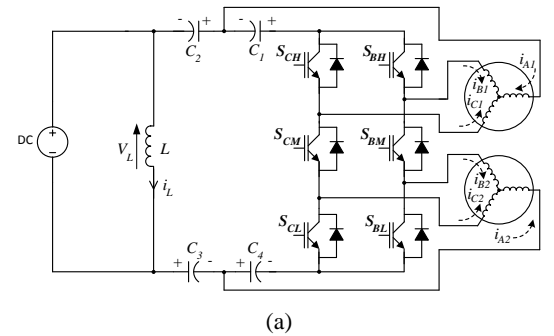 - + - +
C2 C1
SCH SBH
iA1
iB1
iC1
DC + -
VL L
iL
SCM SBM
iB2
iC2
SCL SBL
iA2
C3 C4
+ - + -
(a)